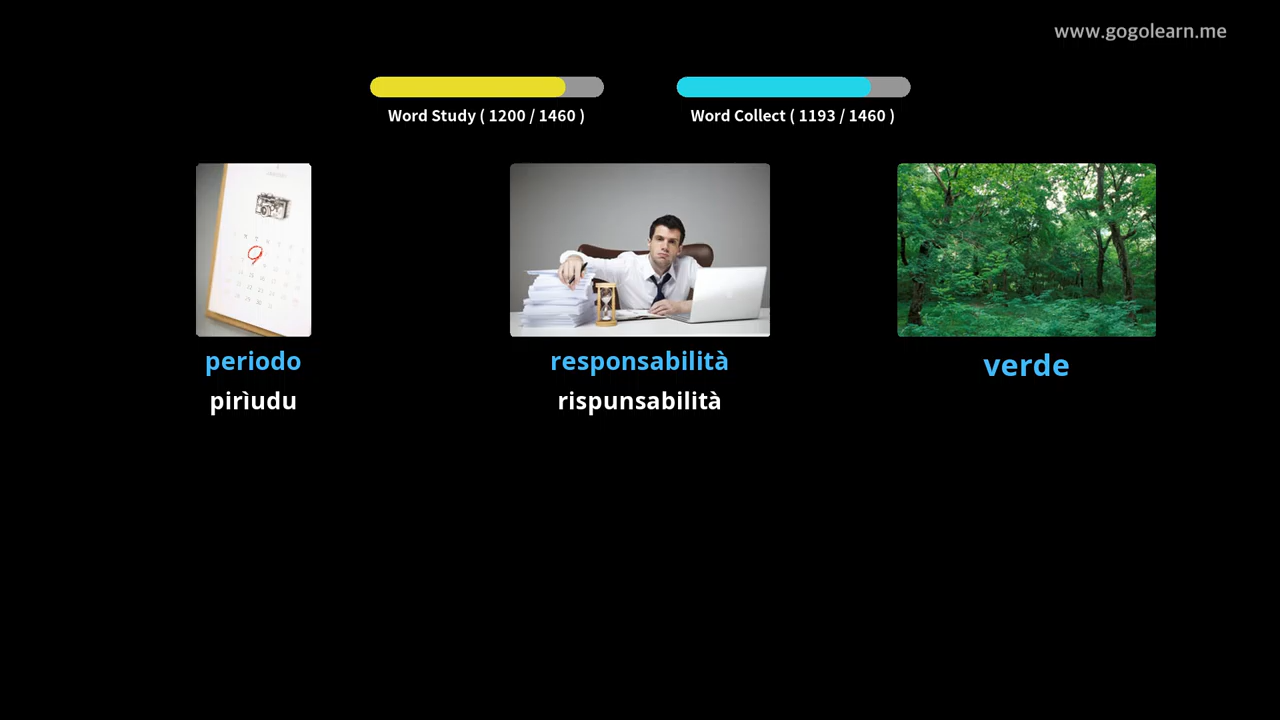 www.gogolearn.me
Word Study ( 1200 / 1460 )
Word Collect ( 1193 / 1460 )
periodo
pirìudu
responsabilità
rispunsabilità
verde